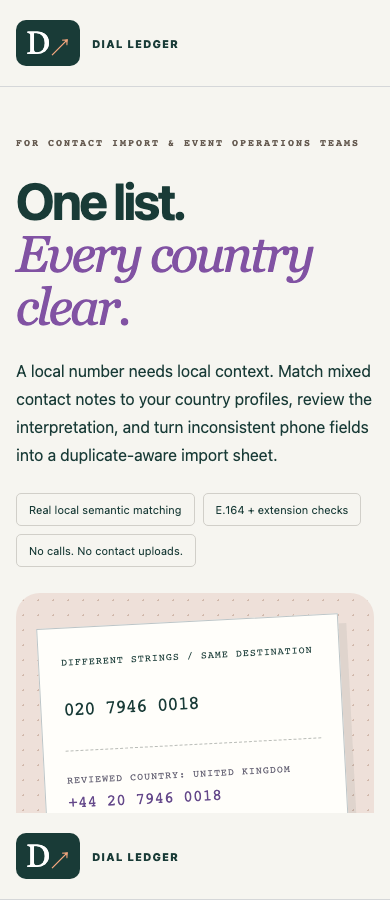 D
DIAL LEDGER
FOR CONTACT IMPORT & EVENT OPERATIONS TEAMS
One list.
Every country
clear.
A local number needs local context. Match mixed
contact notes to your country profiles, review the
interpretation, and turn inconsistent phone fields
into a duplicate-aware import sheet.
Real local semantic matching
E.164 + extension checks
No calls. No contact uploads.
DIFFERENT STRINGS / SAME DESTINATION
020 7946 0018
REVIEWED COUNTRY: UNITED KINGDOM
+44 20 7946 0018
D
DIAL LEDGER